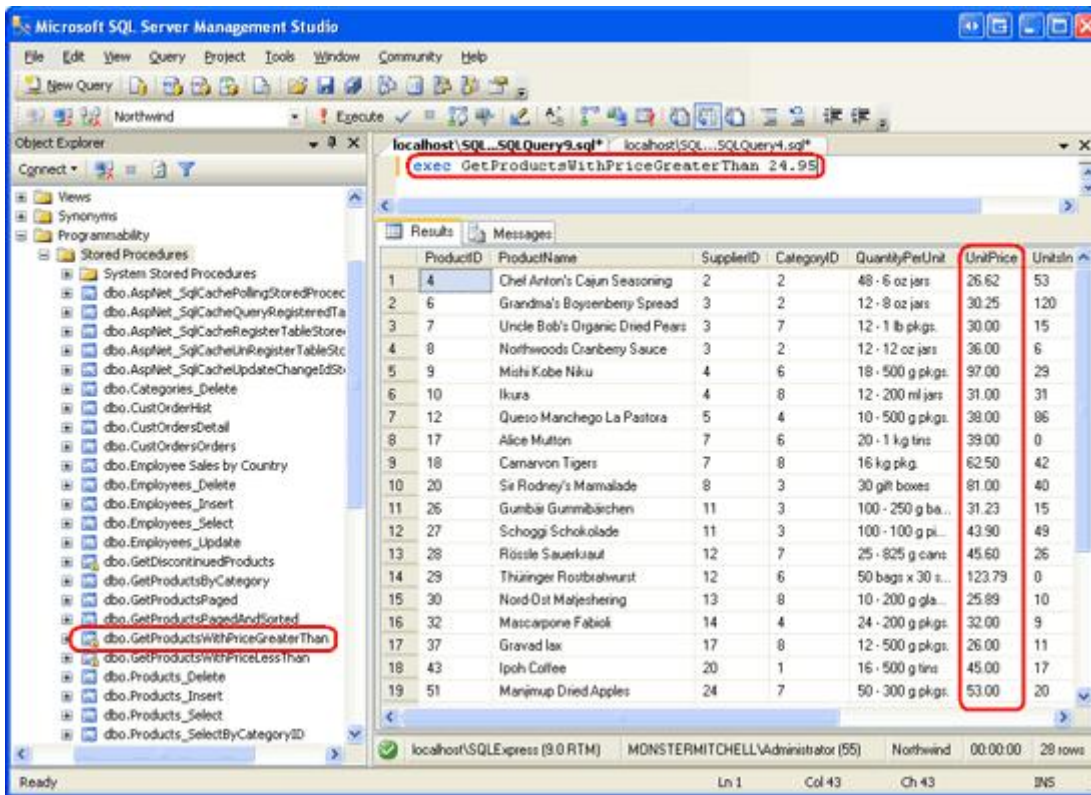 Microsoft SQL Server Management Studio
File Edit View Query Project Tools Window Community Help
New Query
Northwind Execute
Object Explorer
Connect
Views
Synonyms
Programmability
Stored Procedures
System Stored Procedures
dbo.AspNet_SqlCachePollingStoredProcec
dbo.AspNet_SqlCacheQueryRegisteredTa
dbo.AspNet_SqlCacheRegisterTableStore
dbo.AspNet_SqlCacheUnRegisterTableStc
dbo.AspNet_SqlCacheUpdateChangeIdSt
dbo.Categories_Delete
dbo.CustOrderHist
dbo.CustOrdersDetail
dbo.CustOrdersOrders
dbo.Employee Sales by Country
dbo.Employees_Delete
dbo.Employees_Insert
dbo.Employees_Select
dbo.Employees_Update
dbo.GetDiscontinuedProducts
dbo.GetProductsByCategory
dbo.GetProductsPaged
dbo.GetProductsPagedAndSorted
dbo.GetProductsWithPriceGreaterThan
dbo.GetProductsWithPriceLessThan
dbo.Products_Delete
dbo.Products_Insert
dbo.Products_Select
dbo.Products_SelectByCategoryID
localhost\SQL...SQLQuery9.sql* localhost\SQL...SQLQuery4.sql*
exec GetProductsWithPriceGreaterThan 24.95
Results Messages
ProductID ProductName SupplierID CategoryID QuantityPerUnit UnitPrice UnitsIn
1 4 Chef Anton's Cajun Seasoning 2 2 48 - 6 oz jars 26.62 53
2 6 Grandma's Boysenberry Spread 3 2 12 - 8 oz jars 30.25 120
3 7 Uncle Bob's Organic Dried Pears 3 7 12 - 1 lb pkgs. 30.00 15
4 8 Northwoods Cranberry Sauce 3 2 12 - 12 oz jars 36.00 6
5 9 Mishi Kobe Niku 4 6 18 - 500 g pkgs. 97.00 29
6 10 Ikura 4 8 12 - 200 ml jars 31.00 31
7 12 Queso Manchego La Pastora 5 4 10 - 500 g pkgs. 38.00 86
8 17 Alice Mutton 7 6 20 - 1 kg tins 39.00 0
9 18 Carnarvon Tigers 7 8 16 kg pkg. 62.50 42
10 20 Sir Rodney's Marmalade 8 3 30 gift boxes 81.00 40
11 26 Gumbär Gummibärchen 11 3 100 - 250 g ba... 31.23 15
12 27 Schoggi Schokolade 11 3 100 - 100 g pi... 43.90 49
13 28 Rössle Sauerkraut 12 7 25 - 825 g cans 45.60 26
14 29 Thüringer Rostbratwurst 12 6 50 bags x 30 s... 123.79 0
15 30 Nord-Ost Matjeshering 13 8 10 - 200 g gla... 25.89 10
16 32 Mascarpone Fabioli 14 4 24 - 200 g pkgs. 32.00 9
17 37 Gravad lax 17 8 12 - 500 g pkgs. 26.00 11
18 43 Ipoh Coffee 20 1 16 - 500 g tins 45.00 17
19 51 Manjimup Dried Apples 24 7 50 - 300 g pkgs. 53.00 20
localhost\SQLExpress (9.0 RTM) MONSTERMITCHELL\Administrator (55) Northwind 00:00:00 28 rows
Ready Ln 1 Col 43 Ch 43 INS